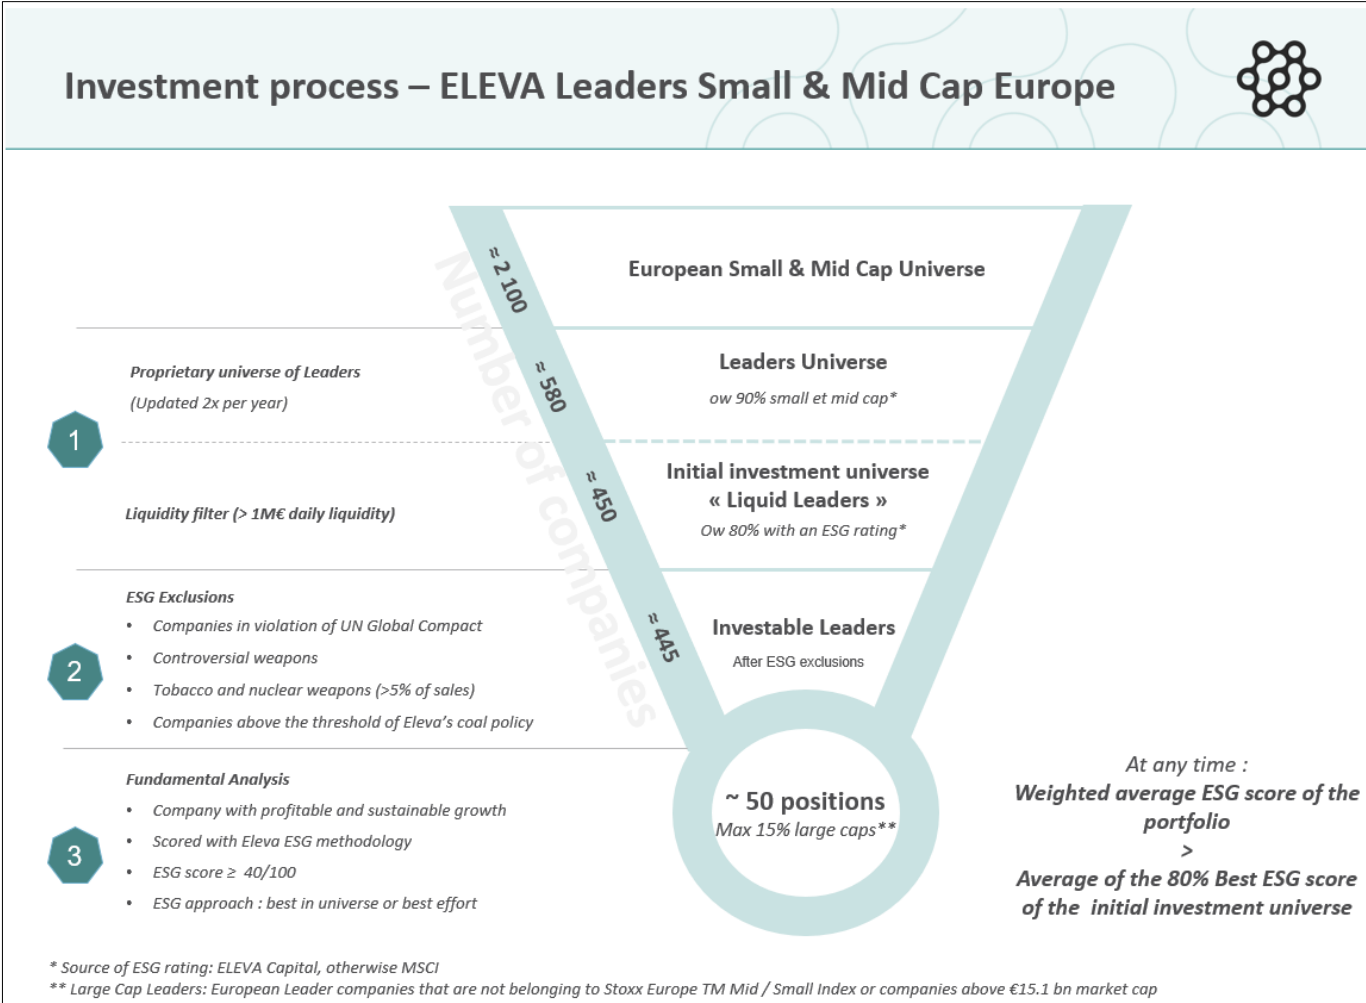 Investment process – ELEVA Leaders Small & Mid Cap Europe
Number of companies
≈ 2 100
European Small & Mid Cap Universe
Proprietary universe of Leaders
(Updated 2x per year)
≈ 580
Leaders Universe
ow 90% small et mid cap*
1
Liquidity filter (> 1M€ daily liquidity)
≈ 450
Initial investment universe
« Liquid Leaders »
Ow 80% with an ESG rating*
2
ESG Exclusions
• Companies in violation of UN Global Compact
• Controversial weapons
• Tobacco and nuclear weapons (>5% of sales)
• Companies above the threshold of Eleva's coal policy
≈ 445
Investable Leaders
After ESG exclusions
3
Fundamental Analysis
• Company with profitable and sustainable growth
• Scored with Eleva ESG methodology
• ESG score ≥ 40/100
• ESG approach : best in universe or best effort
~ 50 positions
Max 15% large caps**
At any time :
Weighted average ESG score of the
portfolio
>
Average of the 80% Best ESG score
of the initial investment universe
* Source of ESG rating: ELEVA Capital, otherwise MSCI
** Large Cap Leaders: European Leader companies that are not belonging to Stoxx Europe TM Mid / Small Index or companies above €15.1 bn market cap